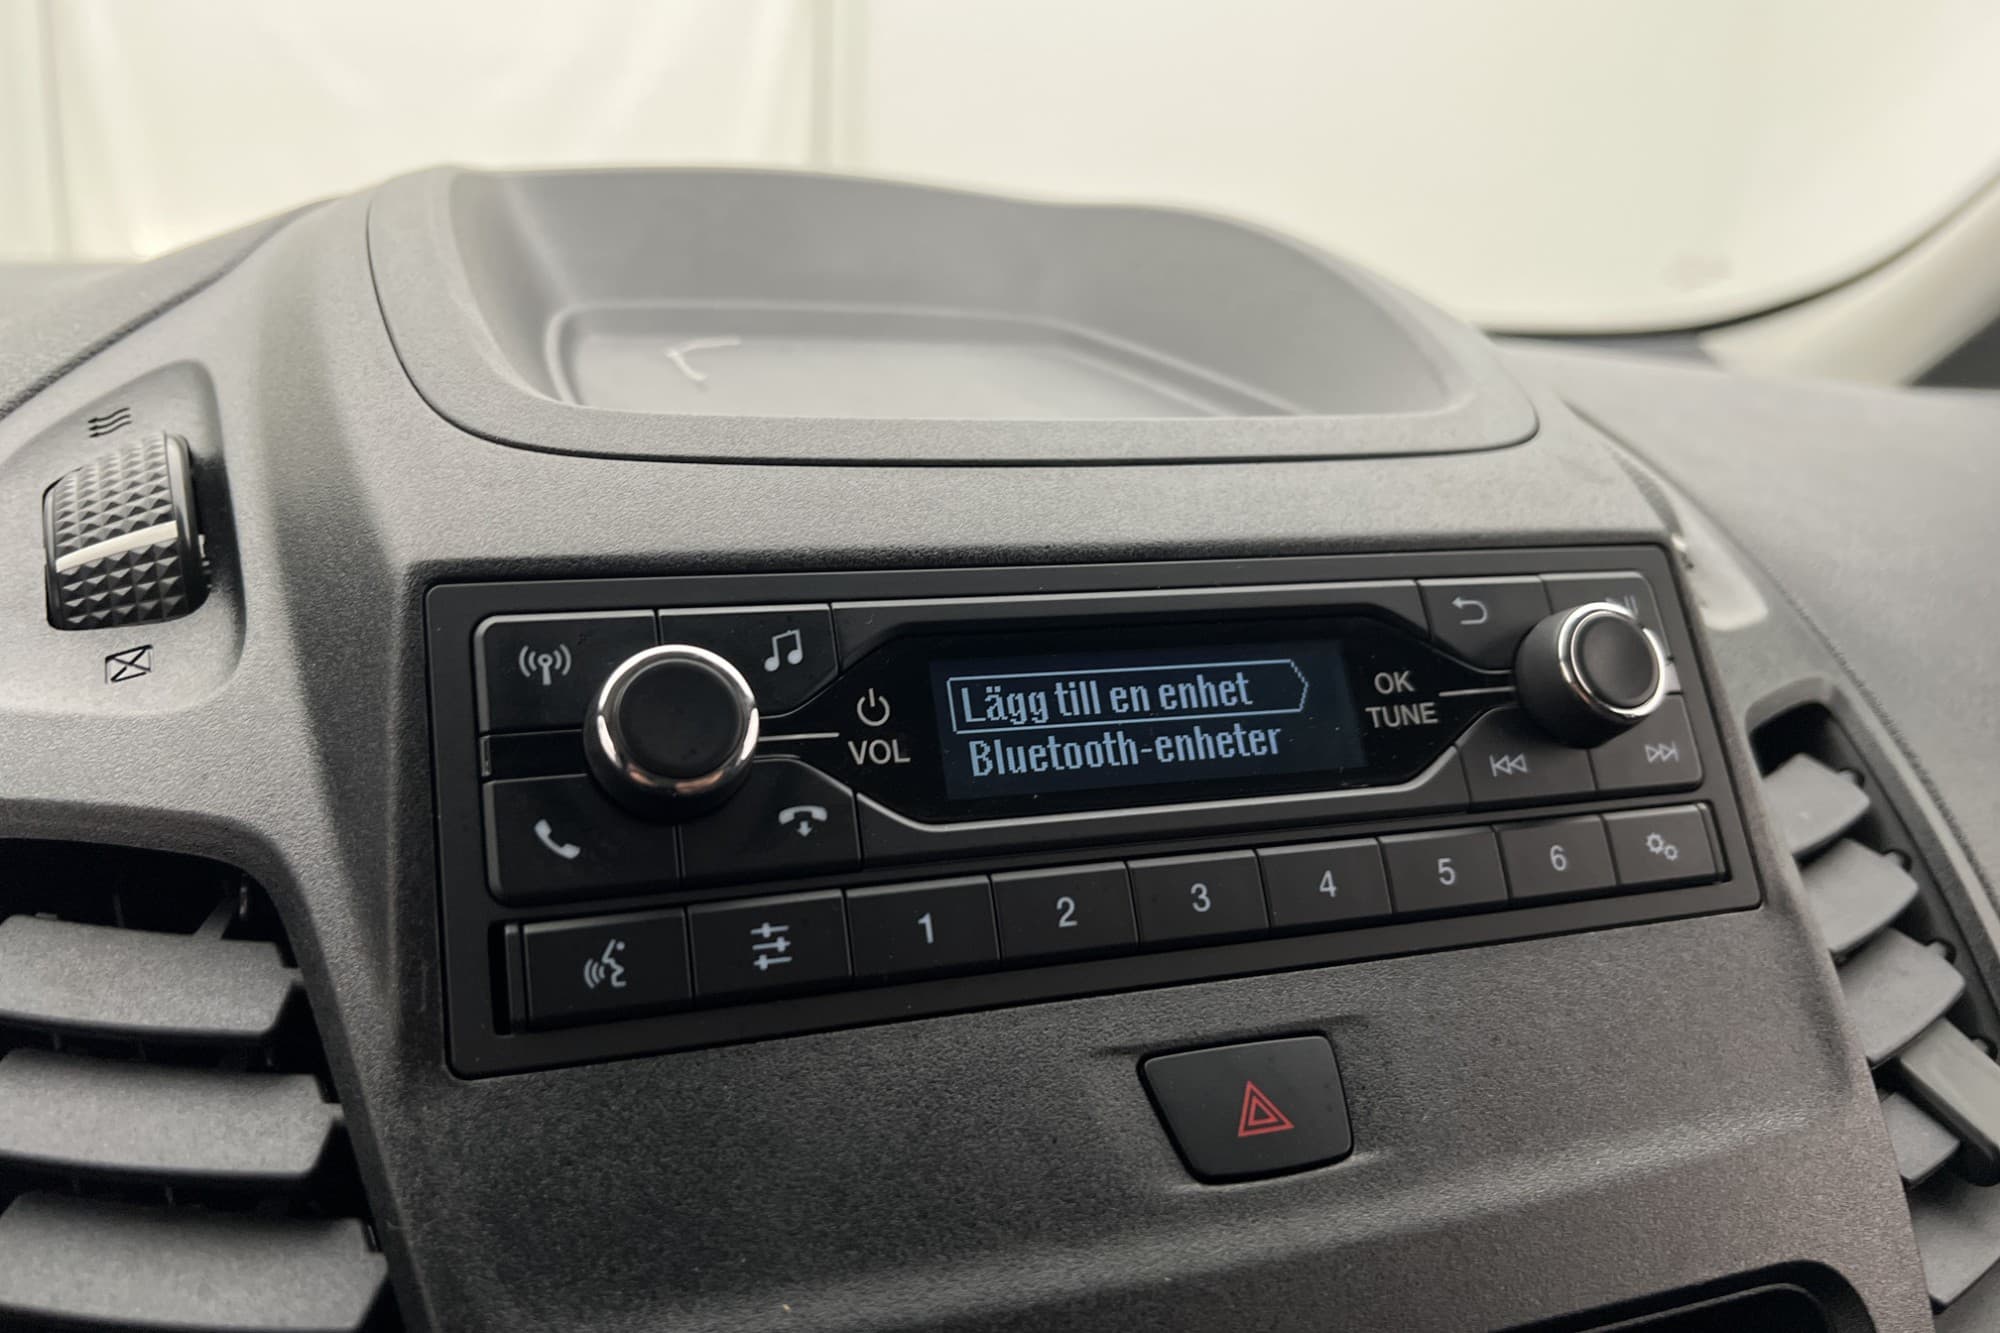 Lägg till en enhet
Bluetooth-enheter
VOL
OK
TUNE
1 2 3 4 5 6